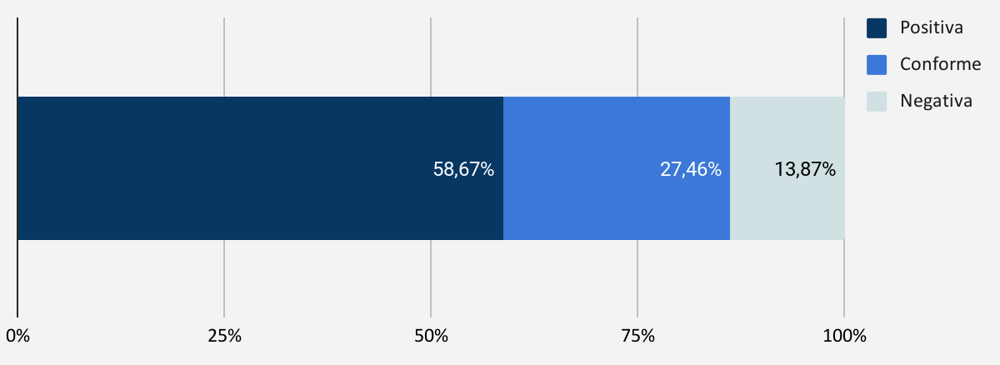 Positiva
Conforme
Negativa
58,67%
27,46%
13,87%
0%
25%
50%
75%
100%